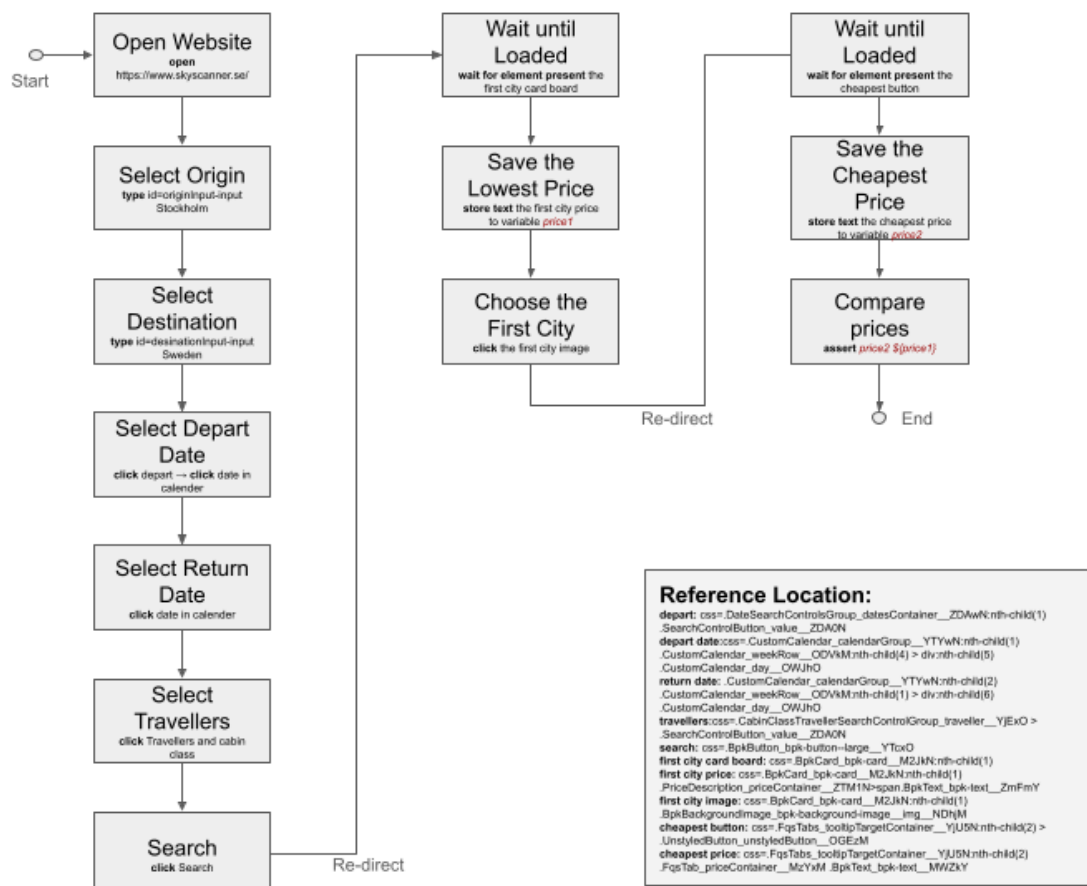 Start
Open Website
open
https://www.skyscanner.se/
Select Origin
type id=originInput-input
Stockholm
Select
Destination
type id=desinationInput-input
Sweden
Select Depart
Date
click depart → click date in
calender
Select Return
Date
click date in calender
Select
Travellers
click Travellers and cabin
class
Search
click Search
Re-direct
Wait until
Loaded
wait for element present the
first city card board
Save the
Lowest Price
store text the first city price
to variable price1
Choose the
First City
click the first city image
Re-direct
Wait until
Loaded
wait for element present the
cheapest button
Save the
Cheapest
Price
store text the cheapest price
to variable price2
Compare
prices
assert price2 ${price1}
End
Reference Location:
depart: css=.DateSearchControlsGroup_datesContainer__ZDAwN:nth-child(1)
.SearchControlButton_value__ZDA0N
depart date:css=.CustomCalendar_calendarGroup__YTYwN:nth-child(1)
.CustomCalendar_weekRow__ODVkM:nth-child(4) > div:nth-child(5)
.CustomCalendar_day__OWJhO
return date: .CustomCalendar_calendarGroup__YTYwN:nth-child(2)
.CustomCalendar_weekRow__ODVkM:nth-child(1) > div:nth-child(6)
.CustomCalendar_day__OWJhO
travellers:css=.CabinClassTravellerSearchControlGroup_traveller__YjExO >
.SearchControlButton_value__ZDA0N
search: css=.BpkButton_bpk-button--large__YTcxO
first city card board: css=.BpkCard_bpk-card__M2JkN:nth-child(1)
first city price: css=.BpkCard_bpk-card__M2JkN:nth-child(1)
.PriceDescription_priceContainer__ZTM1N>span.BpkText_bpk-text__ZmFmY
first city image: css=.BpkCard_bpk-card__M2JkN:nth-child(1)
.BpkBackgroundImage_bpk-background-image__img__NDhjM
cheapest button: css=.FqsTabs_tooltipTargetContainer__YjU5N:nth-child(2) >
.UnstyledButton_unstyledButton__OGEzM
cheapest price: css=.FqsTabs_tooltipTargetContainer__YjU5N:nth-child(2)
.FqsTab_priceContainer__MzYxM .BpkText_bpk-text__MWZkY